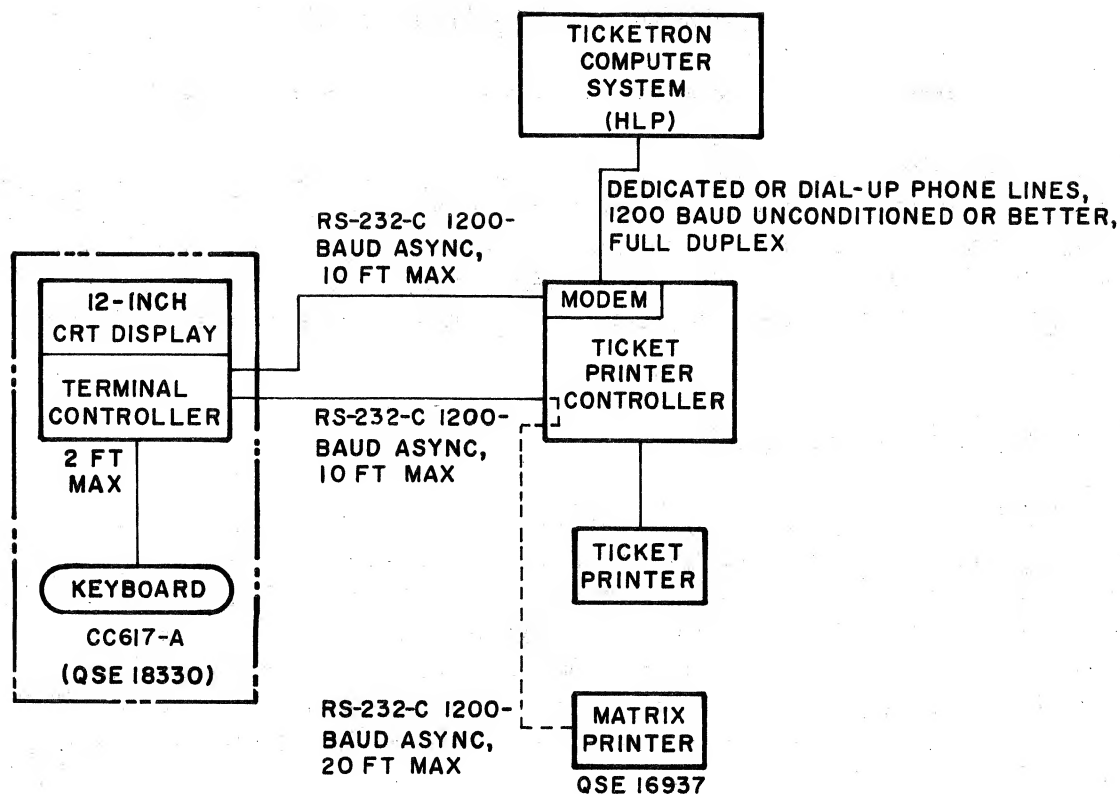 TICKETRON
COMPUTER
SYSTEM
(HLP)
DEDICATED OR DIAL-UP PHONE LINES,
1200 BAUD UNCONDITIONED OR BETTER,
FULL DUPLEX
RS-232-C 1200-
BAUD ASYNC,
10 FT MAX
12-INCH
CRT DISPLAY
TERMINAL
CONTROLLER
2 FT
MAX
KEYBOARD
CC617-A
(QSE 18330)
MODEM
TICKET
PRINTER
CONTROLLER
RS-232-C 1200-
BAUD ASYNC,
10 FT MAX
TICKET
PRINTER
RS-232-C 1200-
BAUD ASYNC,
20 FT MAX
MATRIX
PRINTER
QSE 16937